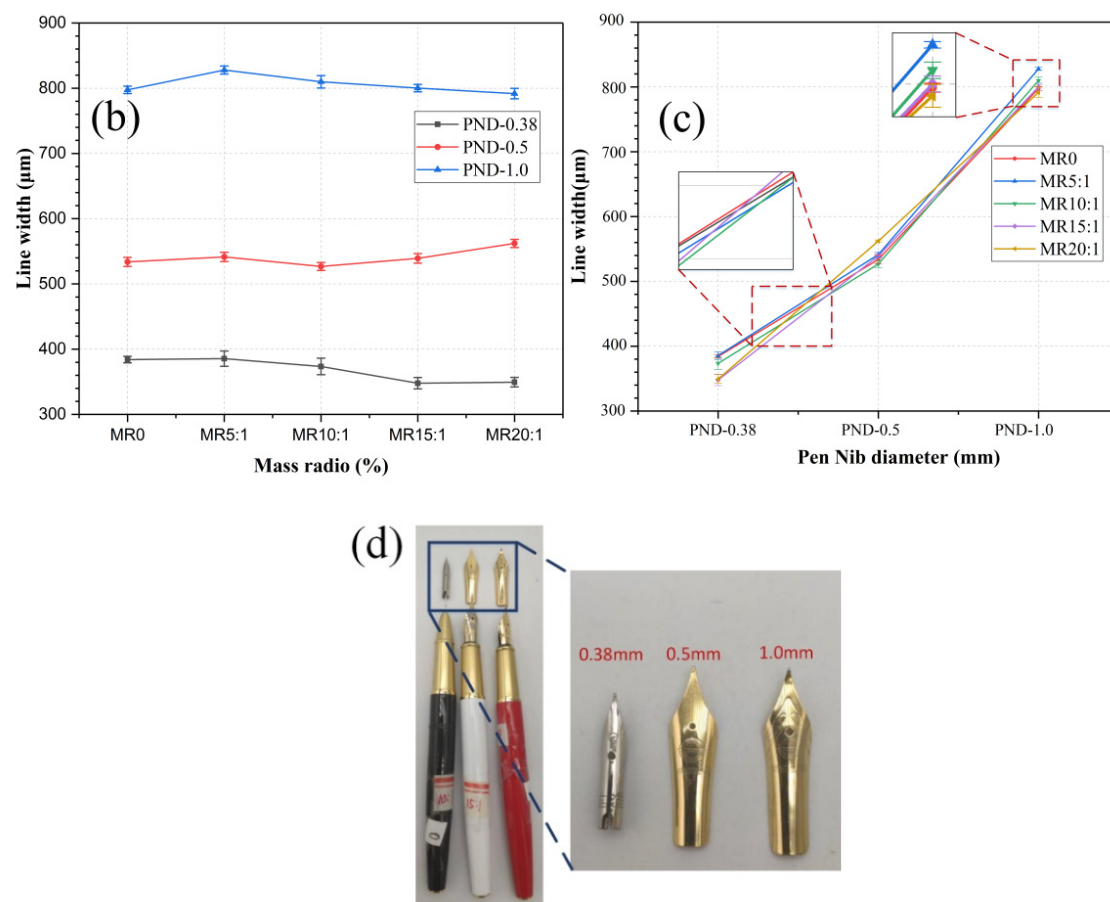 (b)
900
800
700
600
500
400
300
Line width (μm)
PND-0.38
PND-0.5
PND-1.0
MR0
MR5:1
MR10:1
MR15:1
MR20:1
Mass radio (%)
(c)
900
800
700
600
500
400
300
Line width(μm)
MR0
MR5:1
MR10:1
MR15:1
MR20:1
PND-0.38
PND-0.5
PND-1.0
Pen Nib diameter (mm)
(d)
0.38mm
0.5mm
1.0mm